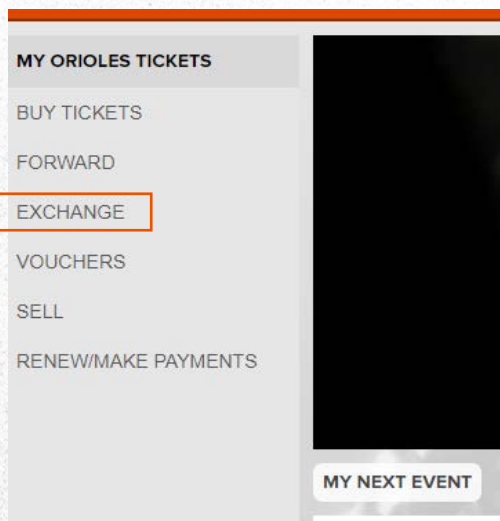 MY ORIOLES TICKETS
BUY TICKETS
FORWARD
EXCHANGE
VOUCHERS
SELL
RENEW/MAKE PAYMENTS
MY NEXT EVENT